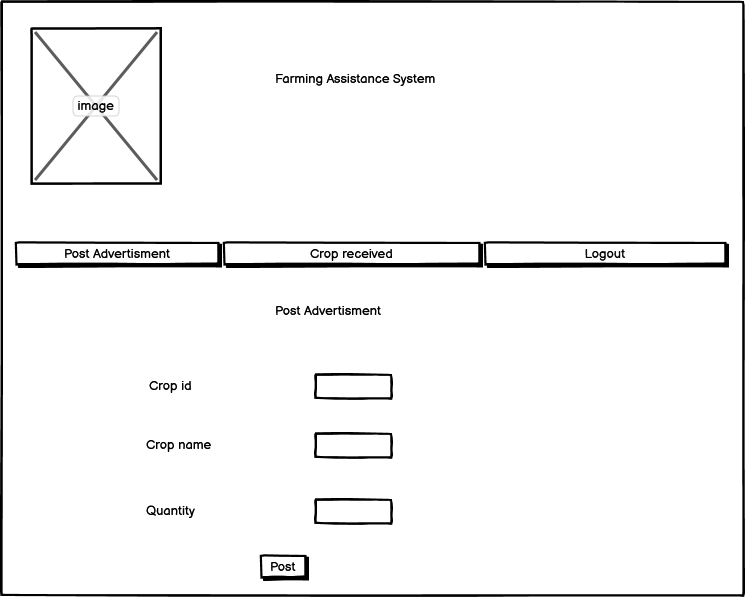 Farming Assistance System
image
Post Advertisment
Crop received
Logout
Post Advertisment
Crop id
Crop name
Quantity
Post